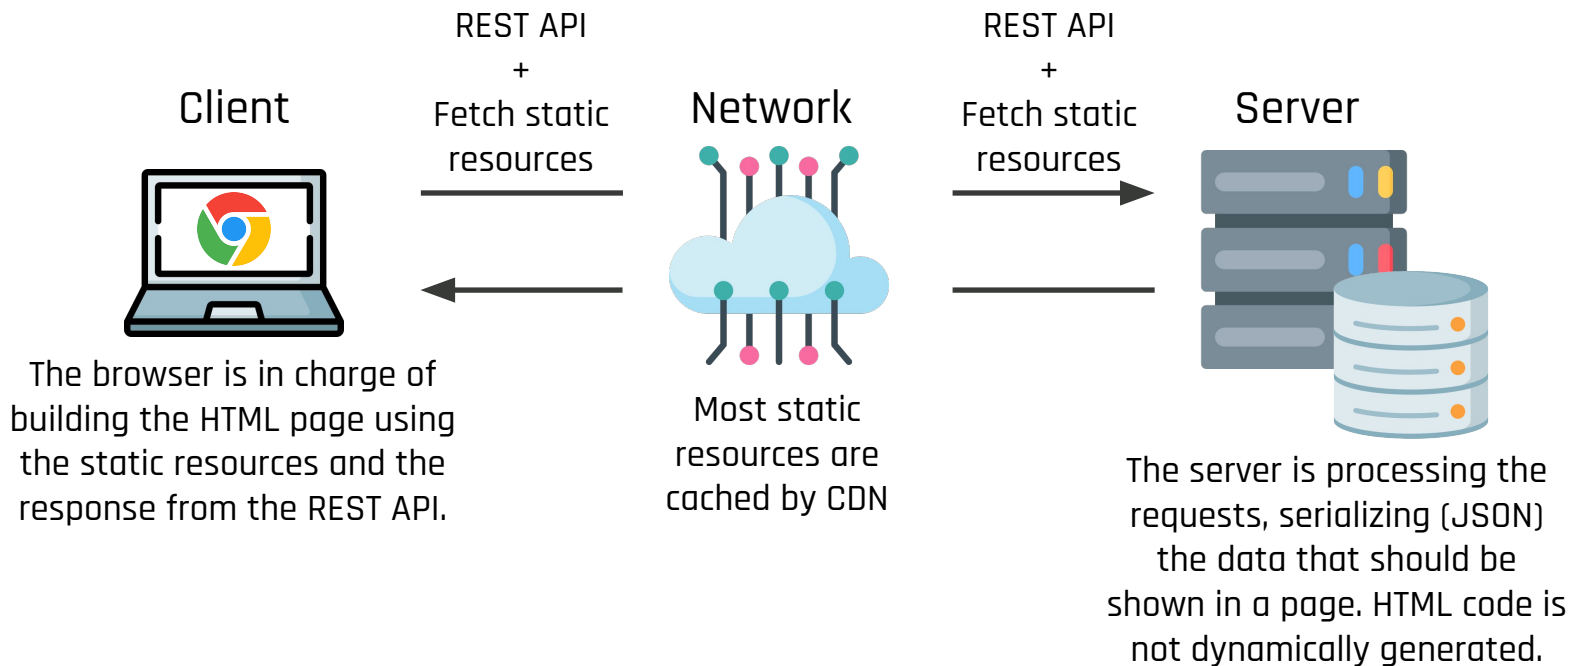 Client
REST API
+
Fetch static
resources
Network
REST API
+
Fetch static
resources
Server
The browser is in charge of
building the HTML page using
the static resources and the
response from the REST API.
Most static
resources are
cached by CDN
The server is processing the
requests, serializing (JSON)
the data that should be
shown in a page. HTML code is
not dynamically generated.